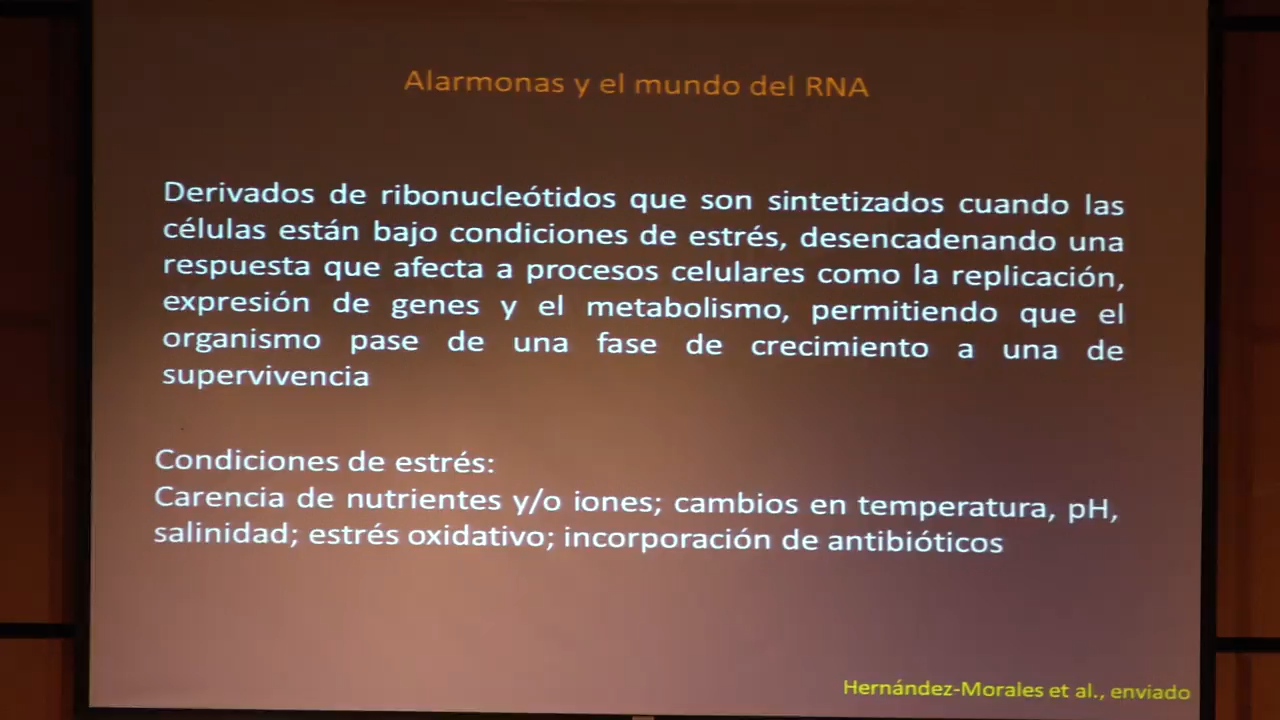 Alarmonas y el mundo del RNA
Derivados de ribonucleótidos que son sintetizados cuando las
células están bajo condiciones de estrés, desencadenando una
respuesta que afecta a procesos celulares como la replicación,
expresión de genes y el metabolismo, permitiendo que el
organismo pase de una fase de crecimiento a una de
supervivencia
Condiciones de estrés:
Carencia de nutrientes y/o iones; cambios en temperatura, pH,
salinidad; estrés oxidativo; incorporación de antibióticos
Hernández-Morales et al., enviado